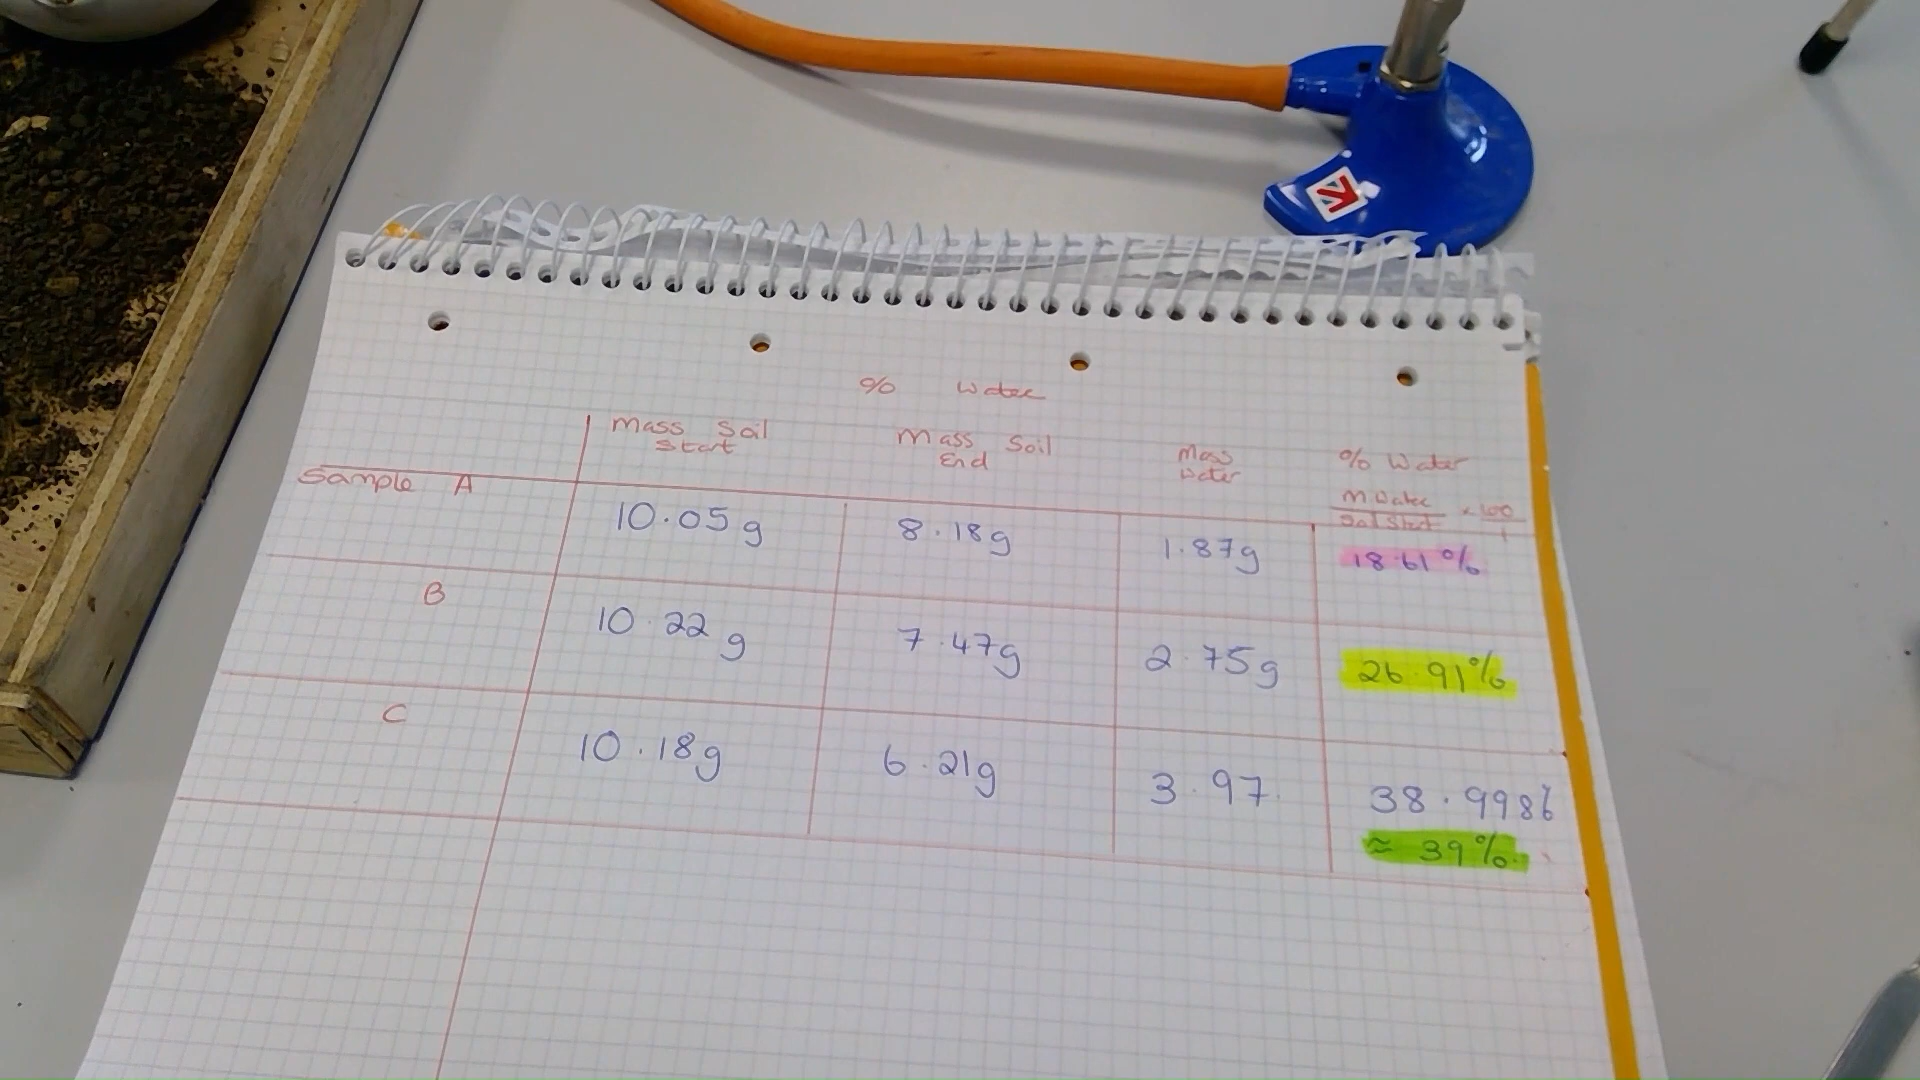 % Water
Mass Soil Start
Mass Soil End
Mass Water
% Water
M Water / Soil Start × 100 / 1
Sample A
10.05g
8.18g
1.87g
18.61%
B
10.22g
7.47g
2.75g
26.91%
C
10.18g
6.21g
3.97.
38.998%
≈ 39%